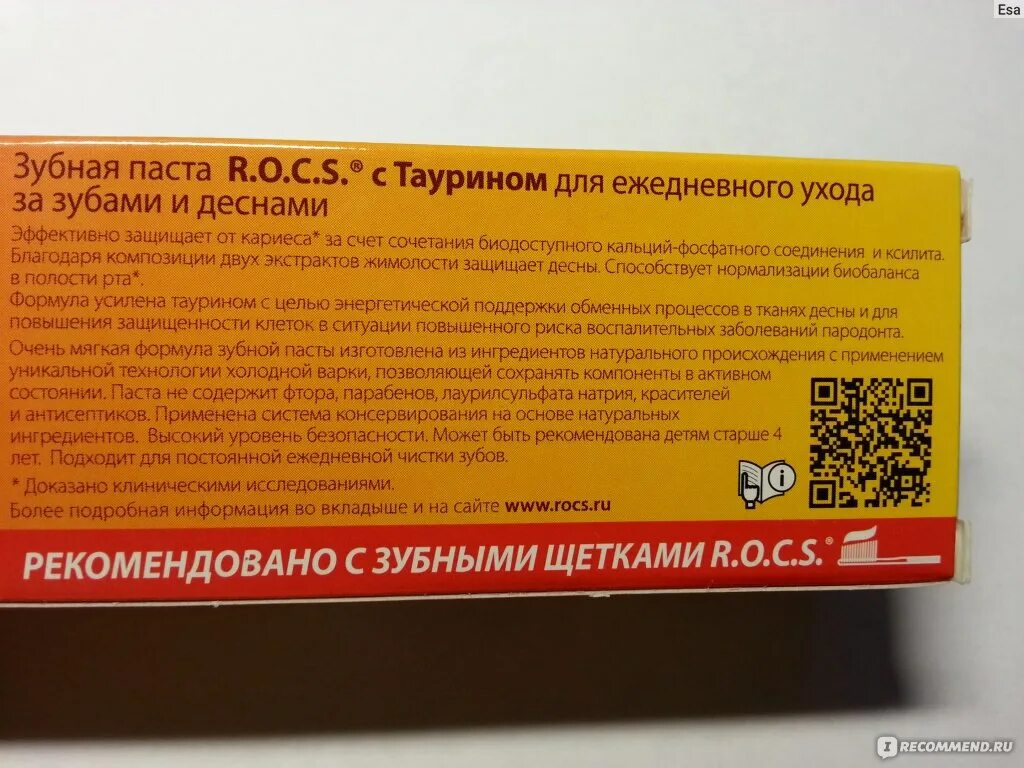 Esa
Зубная паста R.O.C.S.® с Таурином для ежедневного ухода
за зубами и деснами
Эффективно защищает от кариеса* за счет сочетания биодоступного кальций-фосфатного соединения и ксилита.
Благодаря композиции двух экстрактов жимолости защищает десны. Способствует нормализации биобаланса
в полости рта*.
Формула усилена таурином с целью энергетической поддержки обменных процессов в тканях десны и для
повышения защищенности клеток в ситуации повышенного риска воспалительных заболеваний пародонта.
Очень мягкая формула зубной пасты изготовлена из ингредиентов натурального происхождения с применением
уникальной технологии холодной варки, позволяющей сохранять компоненты в активном
состоянии. Паста не содержит фтора, парабенов, лаурилсульфата натрия, красителей
и антисептиков. Применена система консервирования на основе натуральных
ингредиентов. Высокий уровень безопасности. Может быть рекомендована детям старше 4
лет. Подходит для постоянной ежедневной чистки зубов.
* Доказано клиническими исследованиями.
Более подробная информация во вкладыше и на сайте www.rocs.ru
РЕКОМЕНДОВАНО С ЗУБНЫМИ ЩЕТКАМИ R.O.C.S.®
IRECOMMEND.RU